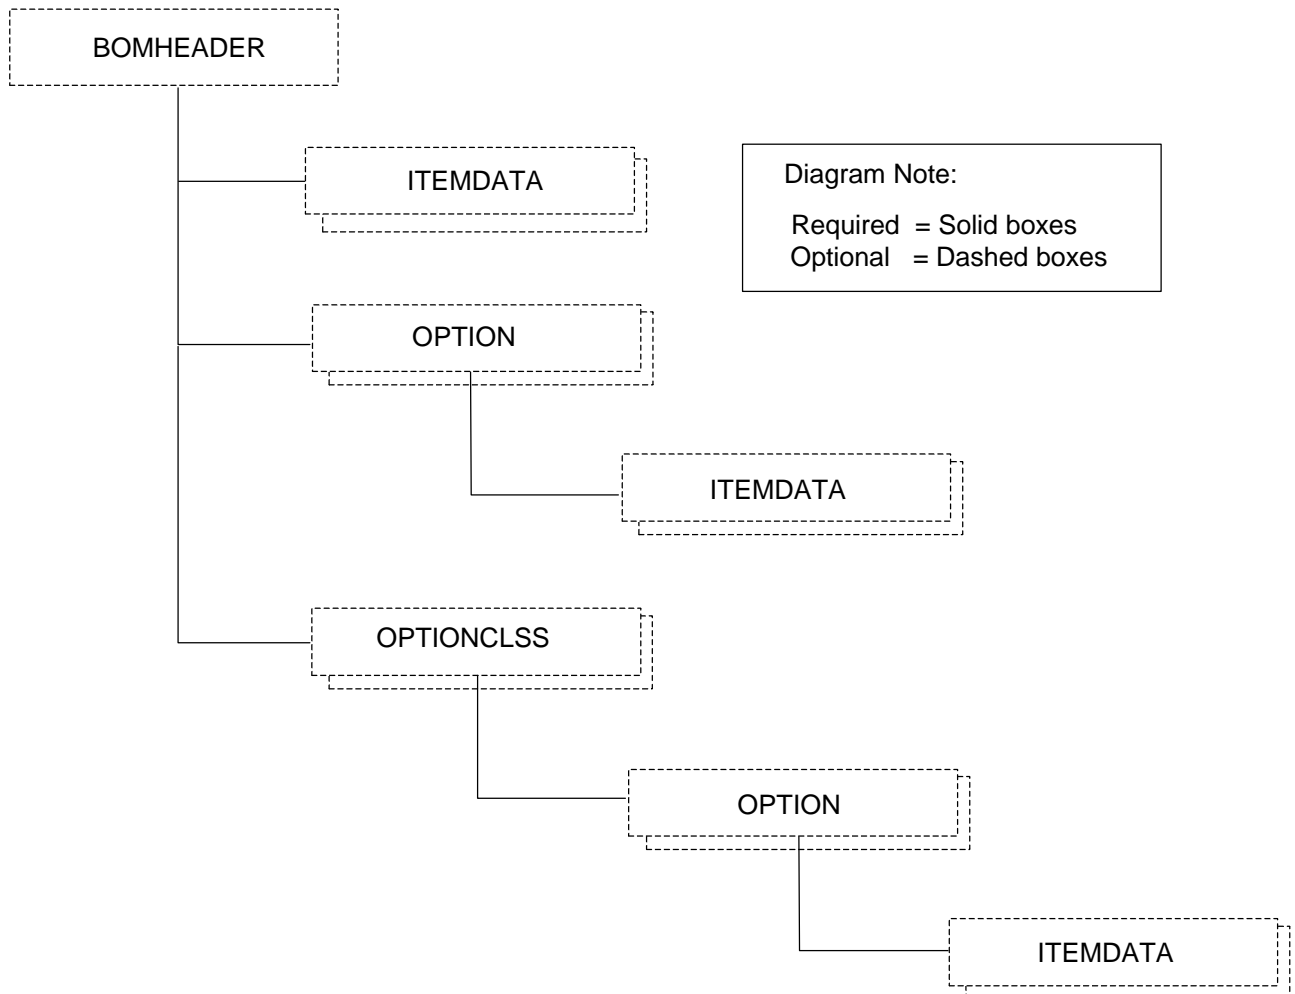 BOMHEADER
ITEMDATA
Diagram Note:
Required = Solid boxes
Optional = Dashed boxes
OPTION
ITEMDATA
OPTIONCLSS
OPTION
ITEMDATA